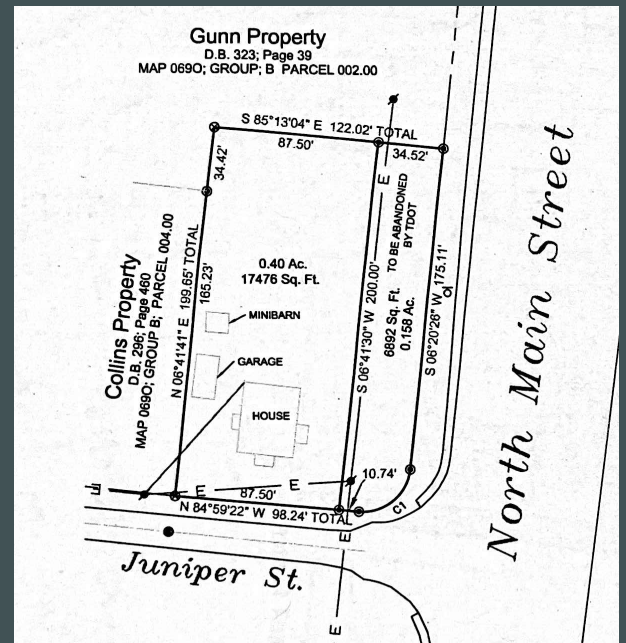 Gunn Property
D.B. 323; Page 39
MAP 069O; GROUP; B PARCEL 002.00
S 85°13'04" E 122.02' TOTAL
87.50'
34.52'
34.42'
E
TO BE ABANDONED
BY TDOT
North Main Street
Collins Property
D.B. 296; Page 460
MAP 069O; GROUP B; PARCEL 004.00
N 06°41'41" E 199.65' TOTAL
165.23'
0.40 Ac.
17476 Sq. Ft.
MINIBARN
GARAGE
HOUSE
S 06°41'30" W 200.00'
6892 Sq. Ft.
0.158 Ac.
S 06°20'26" W 175.11'
10.74'
E
E
E
87.50'
N 84°59'22" W 98.24' TOTAL
C1
E
Juniper St.
E